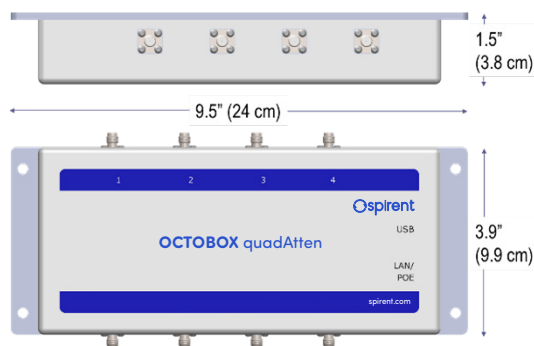 1.5”
(3.8 cm)
9.5” (24 cm)
1 2 3 4
spirent
USB
3.9”
(9.9 cm)
OCTOBOX quadAtten
LAN/
POE
spirent.com